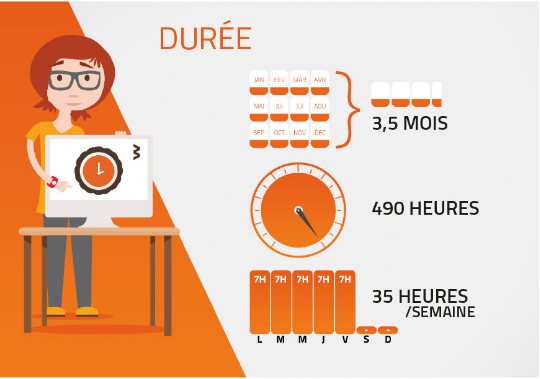 DURÉE
JAN FEV MAR AVR
MAI JUI JUI NOU
SEP OCT NOV DEC
3,5 MOIS
490 HEURES
7H 7H 7H 7H 7H
35 HEURES
/SEMAINE
L M M J V S D